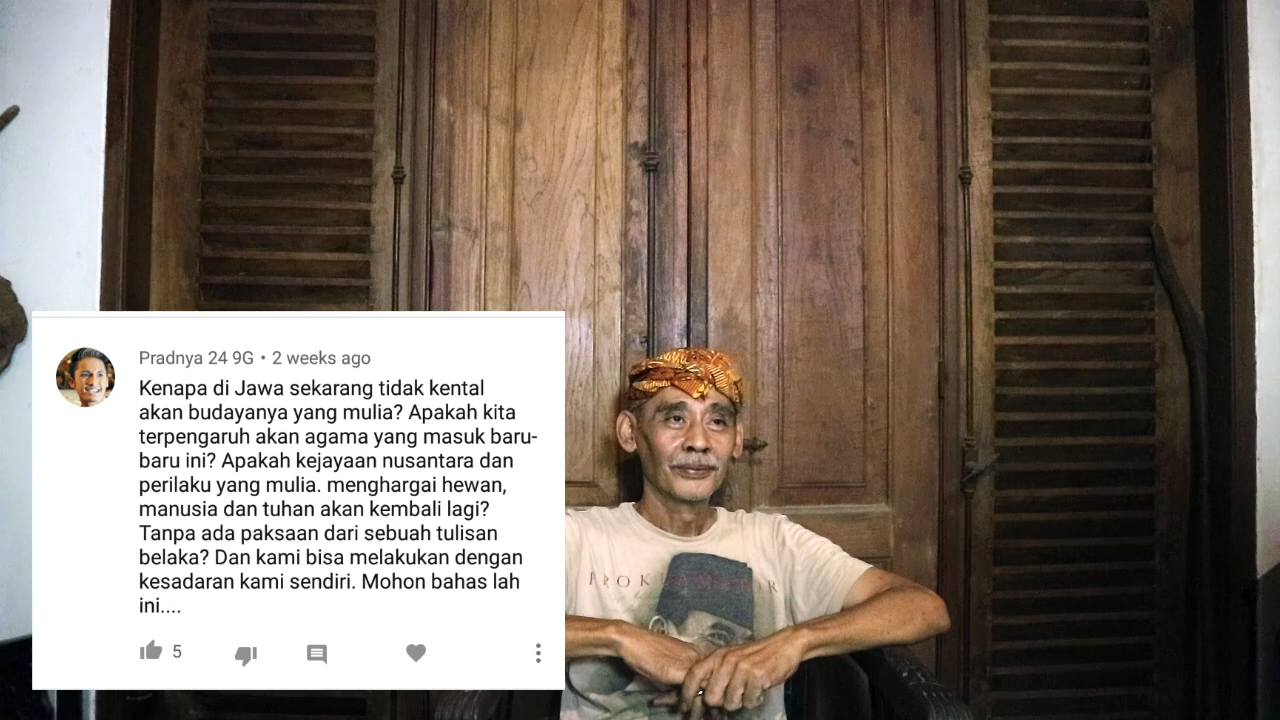 Pradnya 24 9G • 2 weeks ago
Kenapa di Jawa sekarang tidak kental
akan budayanya yang mulia? Apakah kita
terpengaruh akan agama yang masuk baru-
baru ini? Apakah kejayaan nusantara dan
perilaku yang mulia. menghargai hewan,
manusia dan tuhan akan kembali lagi?
Tanpa ada paksaan dari sebuah tulisan
belaka? Dan kami bisa melakukan dengan
kesadaran kami sendiri. Mohon bahas lah
ini....
5